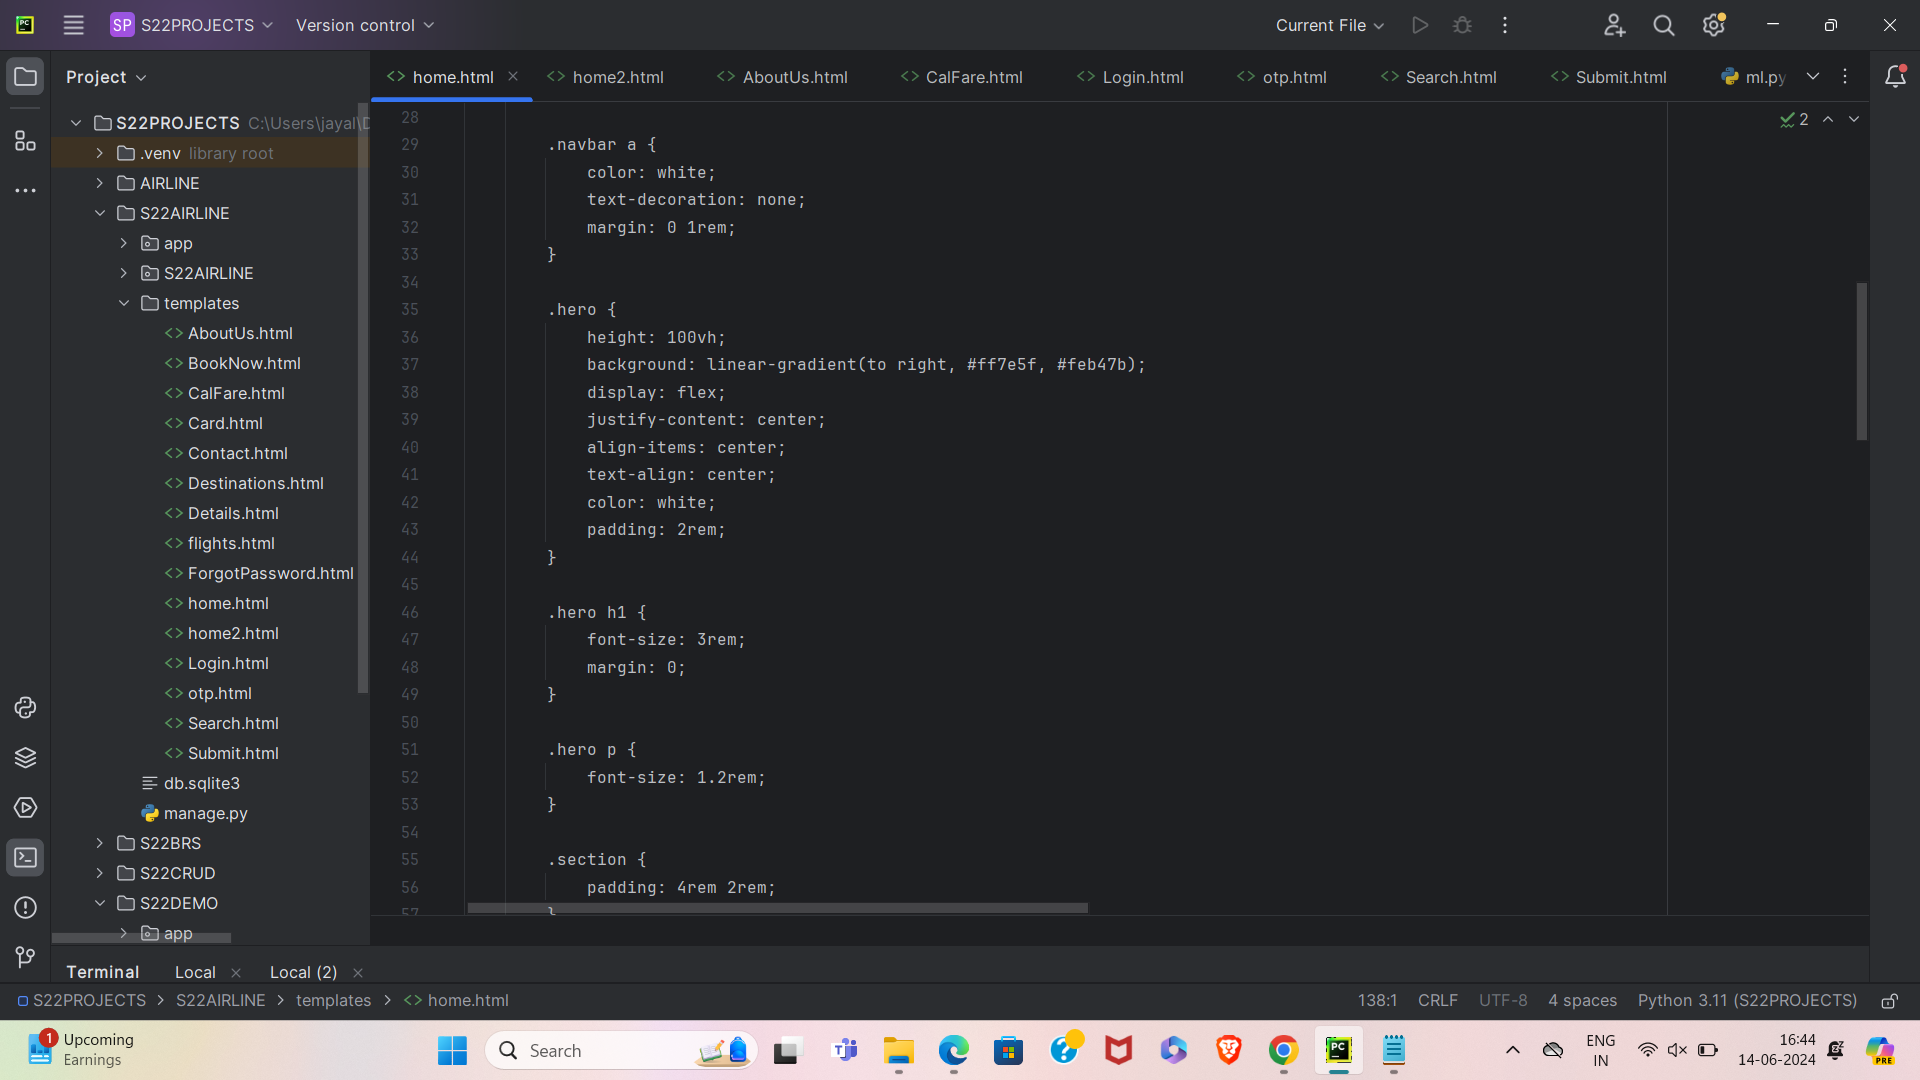 SP S22PROJECTS Version control Current File
Project
home.html home2.html AboutUs.html CalFare.html Login.html otp.html Search.html Submit.html ml.py
S22PROJECTS C:\Users\jayal\
.venv library root
AIRLINE
S22AIRLINE
app
S22AIRLINE
templates
AboutUs.html
BookNow.html
CalFare.html
Card.html
Contact.html
Destinations.html
Details.html
flights.html
ForgotPassword.html
home.html
home2.html
Login.html
otp.html
Search.html
Submit.html
db.sqlite3
manage.py
S22BRS
S22CRUD
S22DEMO
app
2
28
29 .navbar a {
30 color: white;
31 text-decoration: none;
32 margin: 0 1rem;
33 }
34
35 .hero {
36 height: 100vh;
37 background: linear-gradient(to right, #ff7e5f, #feb47b);
38 display: flex;
39 justify-content: center;
40 align-items: center;
41 text-align: center;
42 color: white;
43 padding: 2rem;
44 }
45
46 .hero h1 {
47 font-size: 3rem;
48 margin: 0;
49 }
50
51 .hero p {
52 font-size: 1.2rem;
53 }
54
55 .section {
56 padding: 4rem 2rem;
57 }
Terminal Local Local (2)
S22PROJECTS > S22AIRLINE > templates > home.html 138:1 CRLF UTF-8 4 spaces Python 3.11 (S22PROJECTS)
1 Upcoming
Earnings
Search
ENG
IN
16:44
14-06-2024
PRE